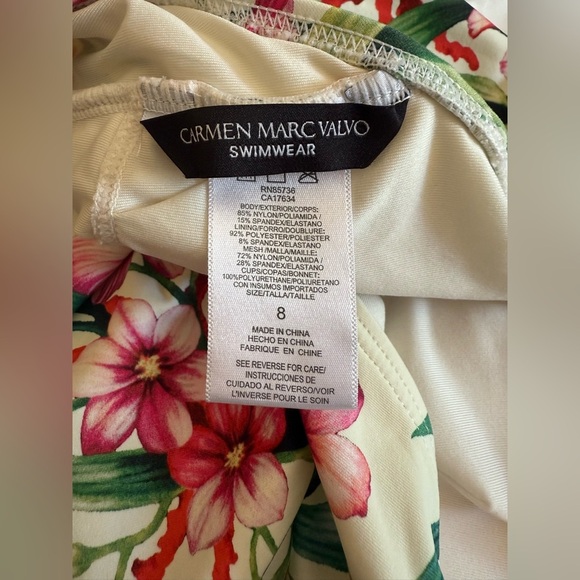 CARMEN MARC VALVO
SWIMWEAR
RN85736
CA17634
BODY/EXTERIOR/CORPS:
85% NYLON/POLIAMIDA/
15% SPANDEX/ELASTANO
LINING/FORRO/DOUBLURE:
92% POLYESTER/POLIESTER
8% SPANDEX/ELASTANO
MESH /MALLA/MAILLE:
72% NYLON/POLIAMIDA/
28% SPANDEX/ELASTANO
CUPS/COPAS/BONNET:
100%POLYURETHANE/POLIURETANO
CON INSUMOS IMPORTADOS
SIZE/TALLA/TAILLE
8
MADE IN CHINA
HECHO EN CHINA
FABRIQUE EN CHINE
SEE REVERSE FOR CARE/
INSTRUCCIONES DE
CUIDADO AL REVERSO/VOIR
L'INVERSE POUR LE SOIN